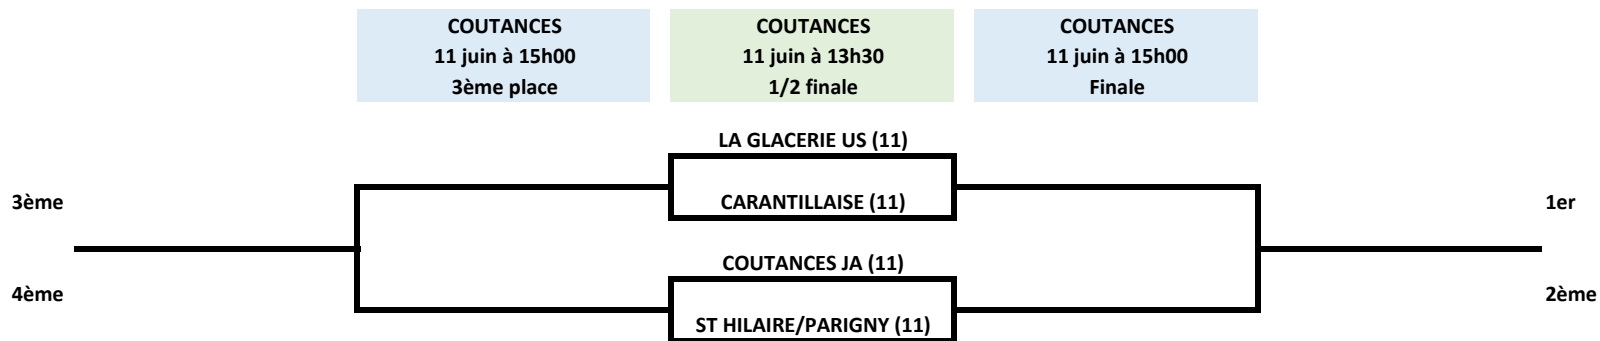 COUTANCES
11 juin à 15h00
3ème place
COUTANCES
11 juin à 13h30
1/2 finale
COUTANCES
11 juin à 15h00
Finale
LA GLACERIE US (11)
3ème
CARANTILLAISE (11)
1er
COUTANCES JA (11)
4ème
2ème
ST HILAIRE/PARIGNY (11)